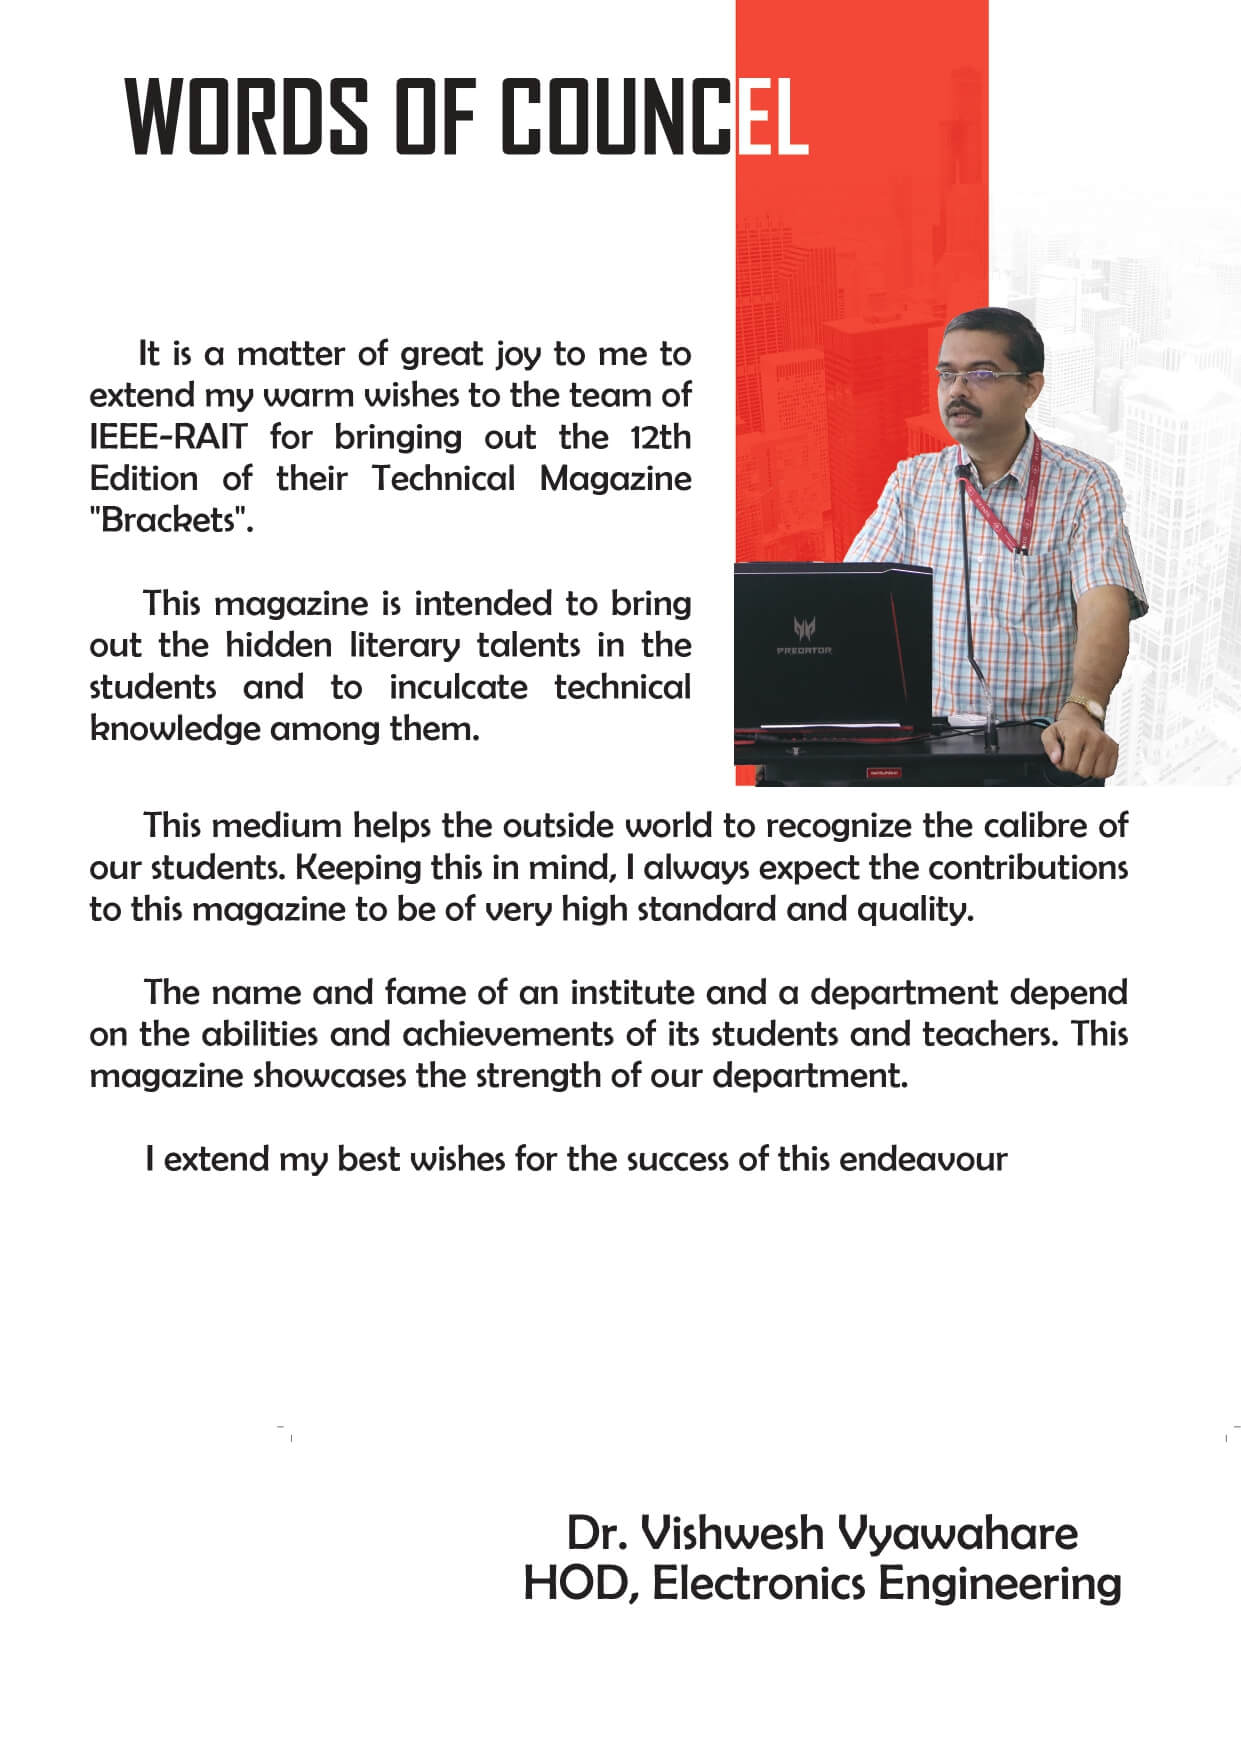 WORDS OF COUNCEL
It is a matter of great joy to me to
extend my warm wishes to the team of
IEEE-RAIT for bringing out the 12th
Edition of their Technical Magazine
"Brackets".
This magazine is intended to bring
out the hidden literary talents in the
students and to inculcate technical
knowledge among them.
PREDATOR
This medium helps the outside world to recognize the calibre of
our students. Keeping this in mind, I always expect the contributions
to this magazine to be of very high standard and quality.
The name and fame of an institute and a department depend
on the abilities and achievements of its students and teachers. This
magazine showcases the strength of our department.
I extend my best wishes for the success of this endeavour
Dr. Vishwesh Vyawahare
HOD, Electronics Engineering